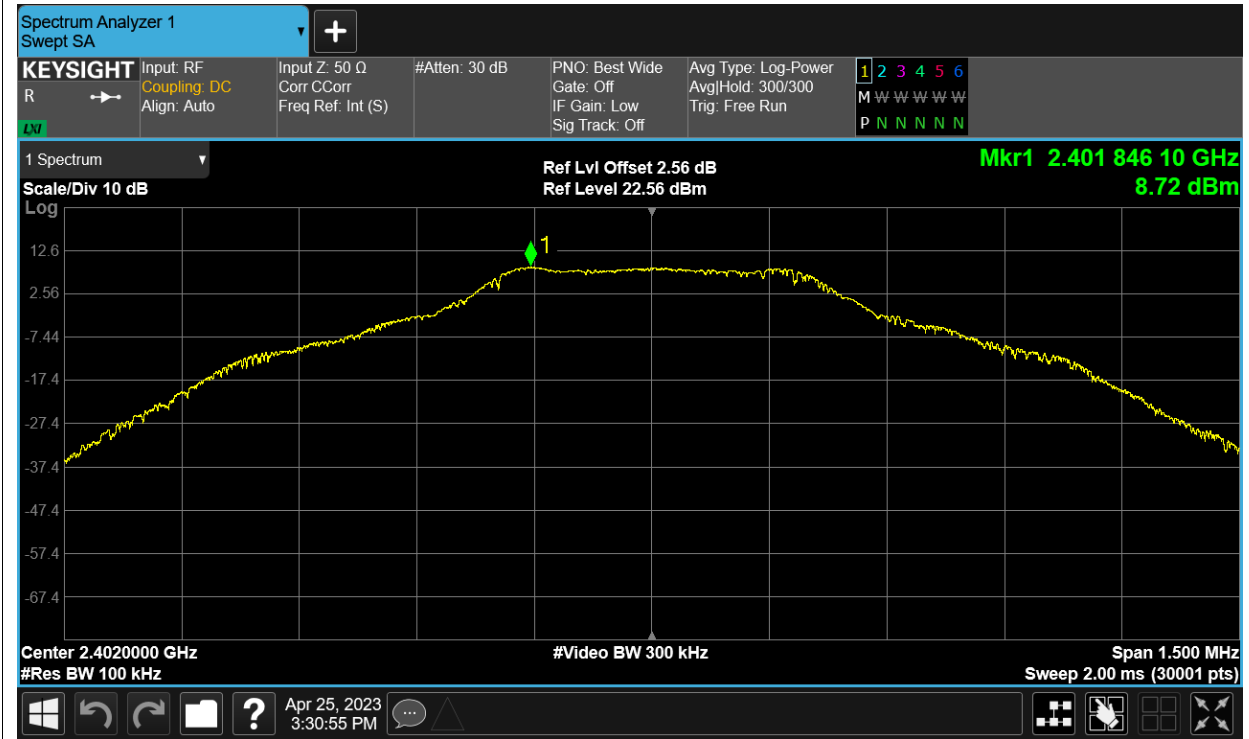 Spectrum Analyzer 1
Swept SA
+
KEYSIGHT
R
LXI
Input: RF
Coupling: DC
Align: Auto
Input Z: 50 Ω
Corr CCorr
Freq Ref: Int (S)
#Atten: 30 dB
PNO: Best Wide
Gate: Off
IF Gain: Low
Sig Track: Off
Avg Type: Log-Power
Avg|Hold: 300/300
Trig: Free Run
1 2 3 4 5 6
M W W W W W
P N N N N N
1 Spectrum
Scale/Div 10 dB
Ref Lvl Offset 2.56 dB
Ref Level 22.56 dBm
Mkr1 2.401 846 10 GHz
8.72 dBm
Log
1
12.6
2.56
-7.44
-17.4
-27.4
-37.4
-47.4
-57.4
-67.4
Center 2.4020000 GHz
#Video BW 300 kHz
Span 1.500 MHz
#Res BW 100 kHz
Sweep 2.00 ms (30001 pts)
?
Apr 25, 2023
3:30:55 PM